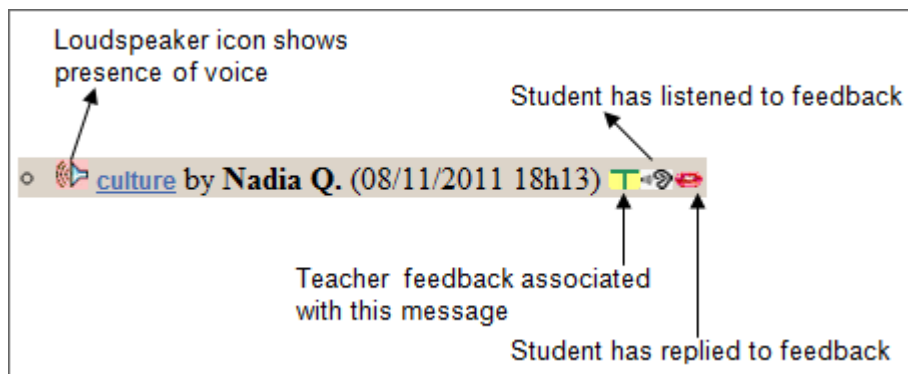 Loudspeaker icon shows
presence of voice
Student has listened to feedback
culture by Nadia Q. (08/11/2011 18h13) T
Teacher feedback associated
with this message
Student has replied to feedback